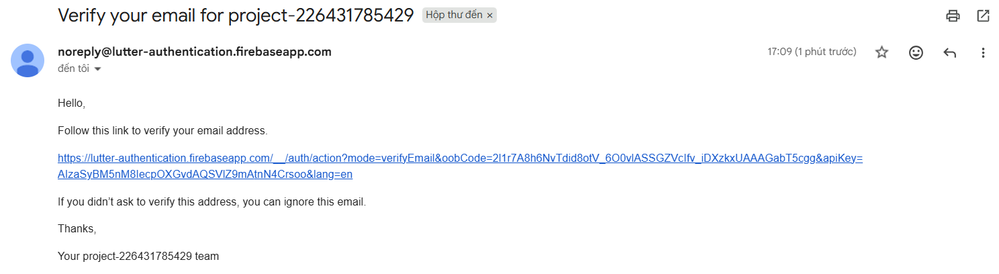 Verify your email for project-226431785429 Hộp thư đến ×
noreply@lutter-authentication.firebaseapp.com 17:09 (1 phút trước)
đến tôi
Hello,
Follow this link to verify your email address.
https://lutter-authentication.firebaseapp.com/__/auth/action?mode=verifyEmail&oobCode=2l1r7A8h6NvTdid8otV_6O0vlASSGZVclfv_iDXzkxUAAAGabT5cgg&apiKey=
AIzaSyBM5nM8IecpOXGvdAQSVlZ9mAtnN4Crsoo&lang=en
If you didn’t ask to verify this address, you can ignore this email.
Thanks,
Your project-226431785429 team